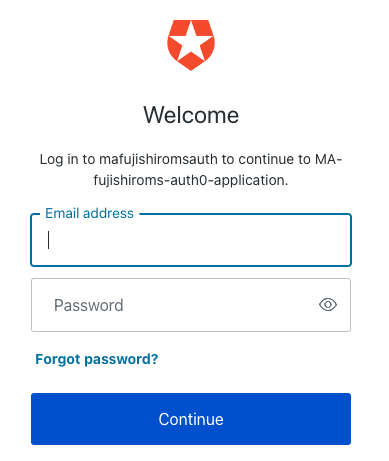 Welcome
Log in to mafujishiromsauth to continue to MA-
fujishiroms-auth0-application.
Email address
Password
Forgot password?
Continue